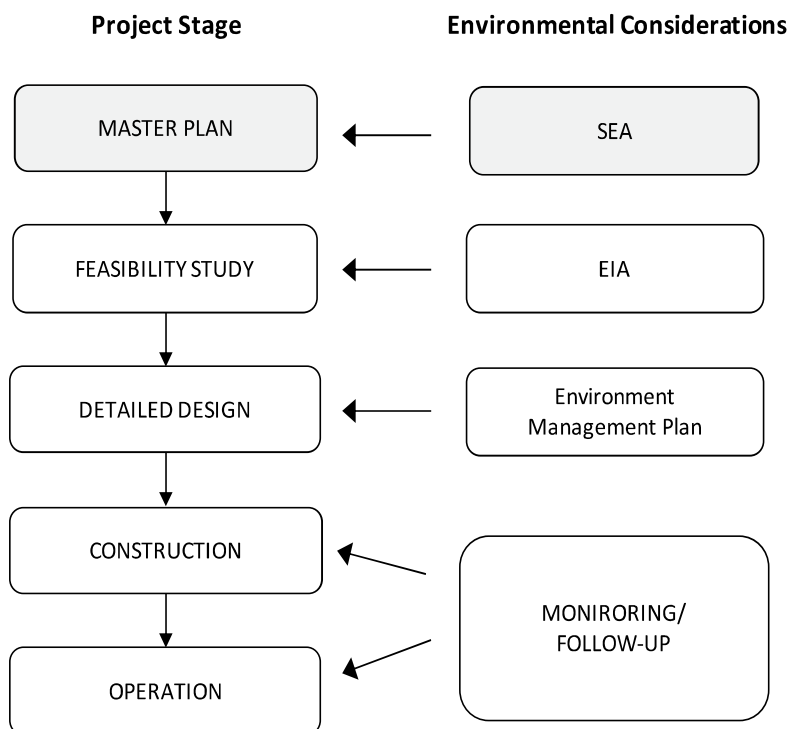 Project Stage
Environmental Considerations
MASTER PLAN
SEA
FEASIBILITY STUDY
EIA
DETAILED DESIGN
Environment
Management Plan
CONSTRUCTION
MONIRORING/
FOLLOW-UP
OPERATION